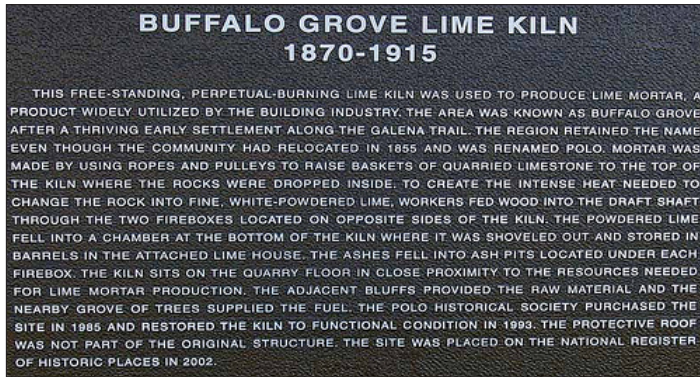 BUFFALO GROVE LIME KILN
1870-1915
THIS FREE-STANDING, PERPETUAL-BURNING LIME KILN WAS USED TO PRODUCE LIME MORTAR, A
PRODUCT WIDELY UTILIZED BY THE BUILDING INDUSTRY. THE AREA WAS KNOWN AS BUFFALO GROVE
AFTER A THRIVING EARLY SETTLEMENT ALONG THE GALENA TRAIL. THE REGION RETAINED THE NAME
EVEN THOUGH THE COMMUNITY HAD RELOCATED IN 1855 AND WAS RENAMED POLO. MORTAR WAS
MADE BY USING ROPES AND PULLEYS TO RAISE BASKETS OF QUARRIED LIMESTONE TO THE TOP OF
THE KILN WHERE THE ROCKS WERE DROPPED INSIDE. TO CREATE THE INTENSE HEAT NEEDED TO
CHANGE THE ROCK INTO FINE, WHITE-POWDERED LIME, WORKERS FED WOOD INTO THE DRAFT SHAFT
THROUGH THE TWO FIREBOXES LOCATED ON OPPOSITE SIDES OF THE KILN. THE POWDERED LIME
FELL INTO A CHAMBER AT THE BOTTOM OF THE KILN WHERE IT WAS SHOVELED OUT AND STORED IN
BARRELS IN THE ATTACHED LIME HOUSE. THE ASHES FELL INTO ASH PITS LOCATED UNDER EACH
FIREBOX. THE KILN SITS ON THE QUARRY FLOOR IN CLOSE PROXIMITY TO THE RESOURCES NEEDED
FOR LIME MORTAR PRODUCTION. THE ADJACENT BLUFFS PROVIDED THE RAW MATERIAL AND THE
NEARBY GROVE OF TREES SUPPLIED THE FUEL. THE POLO HISTORICAL SOCIETY PURCHASED THE
SITE IN 1985 AND RESTORED THE KILN TO FUNCTIONAL CONDITION IN 1993. THE PROTECTIVE ROOF
WAS NOT PART OF THE ORIGINAL STRUCTURE. THE SITE WAS PLACED ON THE NATIONAL REGISTER
OF HISTORIC PLACES IN 2002.